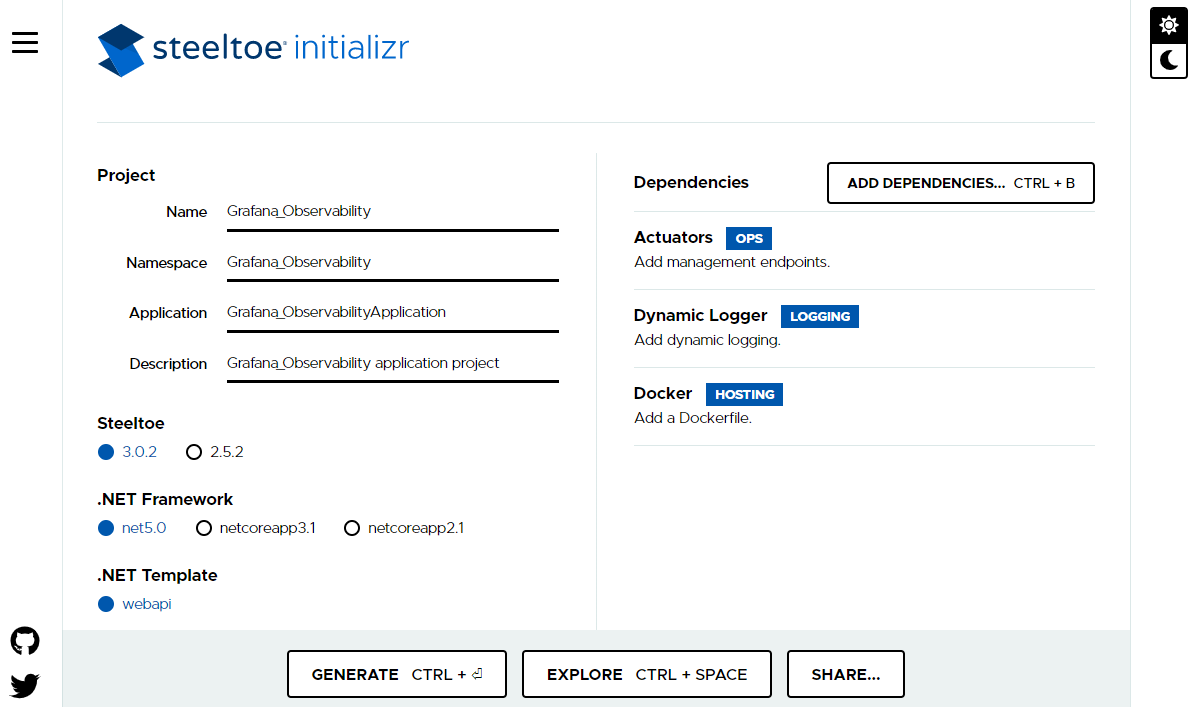 steeltoe® initializr
Project
Name Grafana_Observability
Namespace Grafana_Observability
Application Grafana_ObservabilityApplication
Description Grafana_Observability application project
Steeltoe
3.0.2 2.5.2
.NET Framework
net5.0 netcoreapp3.1 netcoreapp2.1
.NET Template
webapi
Dependencies ADD DEPENDENCIES... CTRL + B
Actuators OPS
Add management endpoints.
Dynamic Logger LOGGING
Add dynamic logging.
Docker HOSTING
Add a Dockerfile.
GENERATE CTRL + ⏎ EXPLORE CTRL + SPACE SHARE...